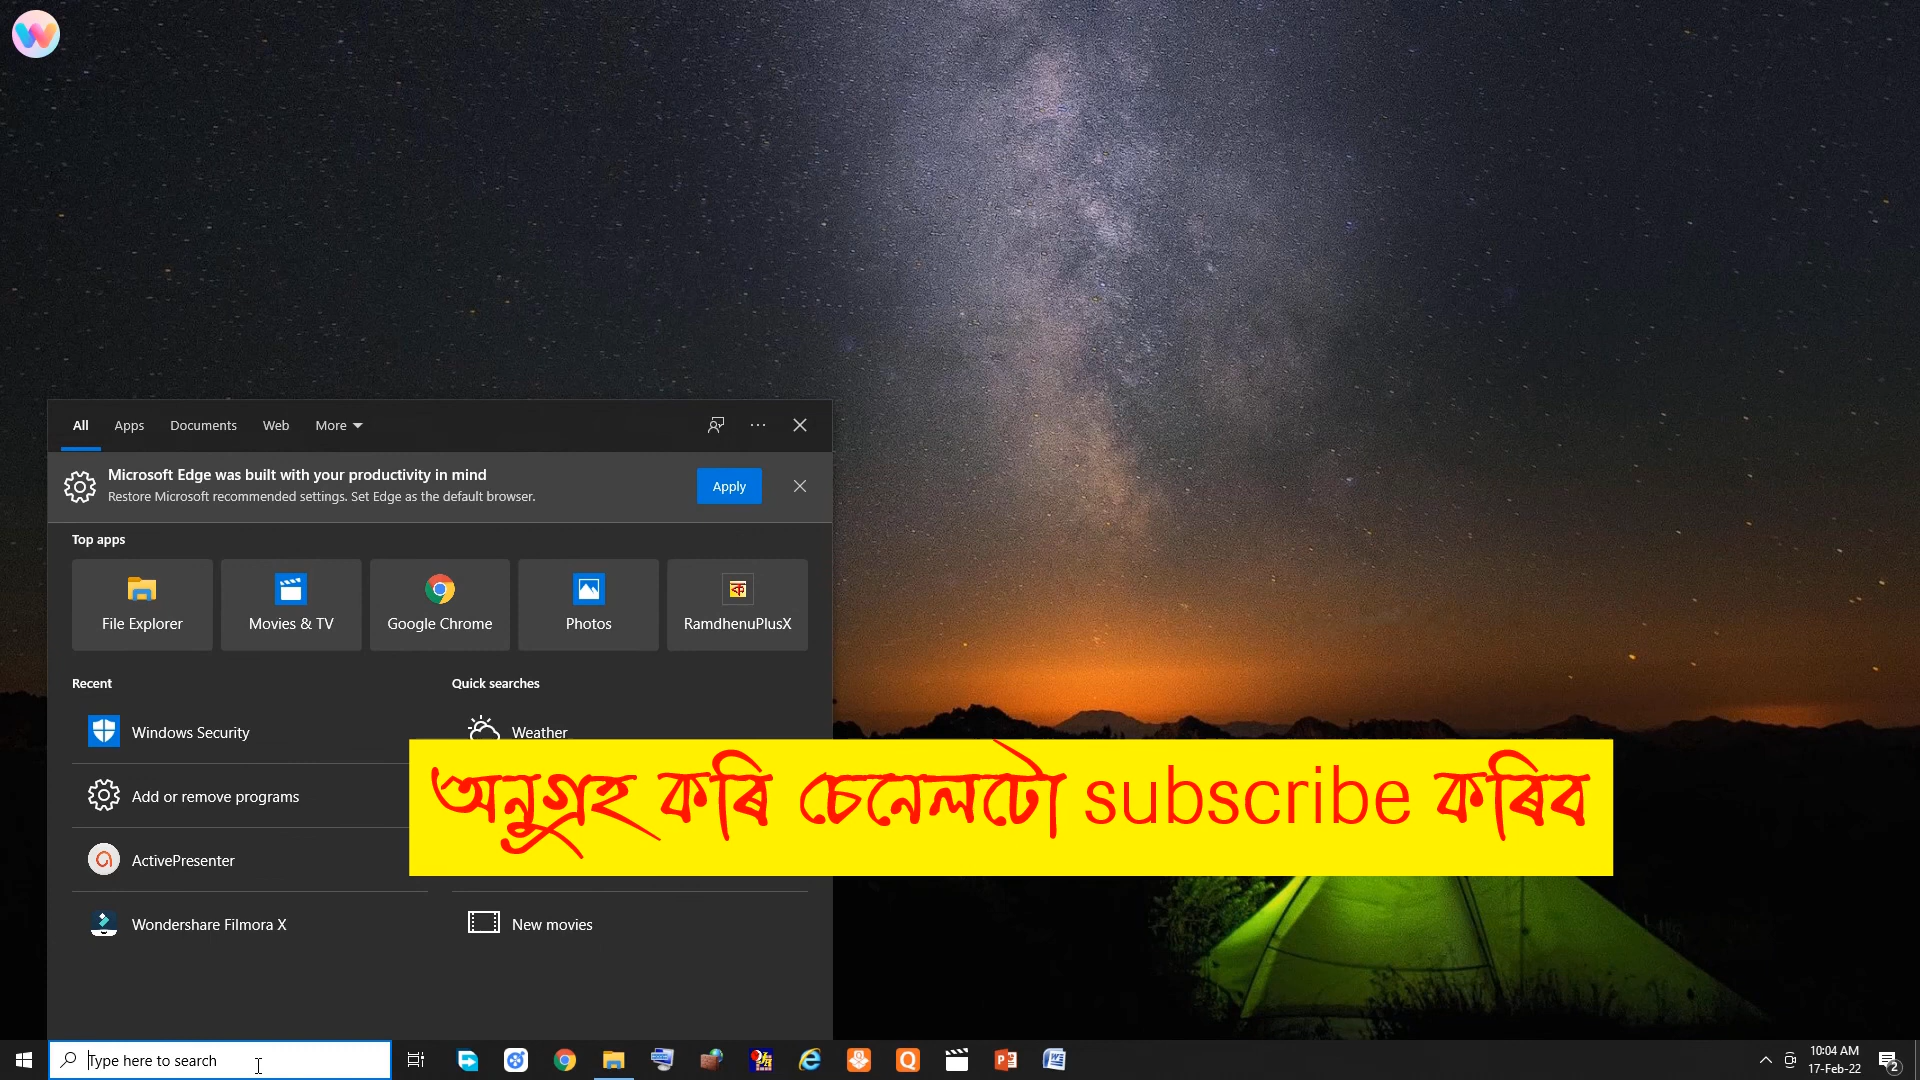 All
Apps
Documents
Web
More
Microsoft Edge was built with your productivity in mind
Restore Microsoft recommended settings. Set Edge as the default browser.
Apply
Top apps
File Explorer
Movies & TV
Google Chrome
Photos
RamdhenuPlusX
Recent
Quick searches
Windows Security
Weather
Add or remove programs
অনুগ্ৰহ কৰি চেনেলটো subscribe কৰিব
ActivePresenter
Wondershare Filmora X
New movies
Type here to search
10:04 AM
17-Feb-22
2